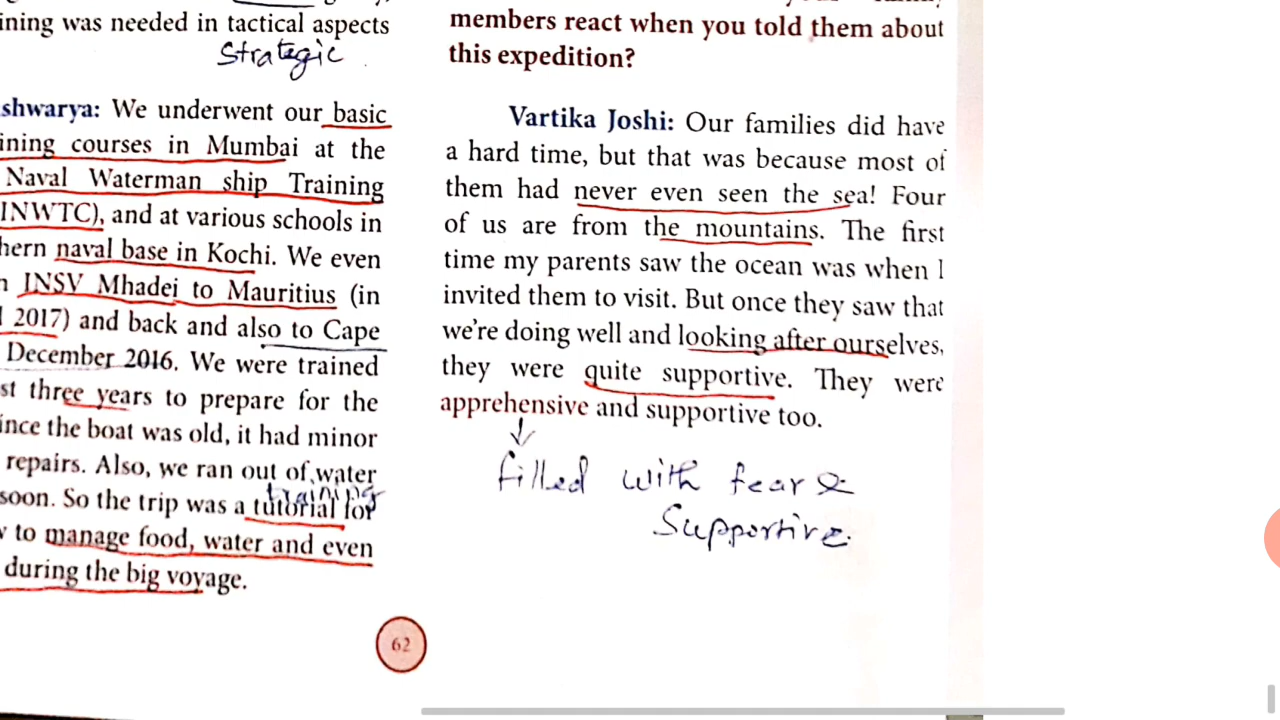 ining was needed in tactical aspects
Strategic
shwarya: We underwent our basic
ining courses in Mumbai at the
Naval Waterman ship Training
INWTC), and at various schools in
hern naval base in Kochi. We even
n INSV Mhadei to Mauritius (in
l 2017) and back and also to Cape
December 2016. We were trained
st three years to prepare for the
ince the boat was old, it had minor
repairs. Also, we ran out of water
training
soon. So the trip was a tutorial for
w to manage food, water and even
during the big voyage.
members react when you told them about
this expedition?
Vartika Joshi: Our families did have
a hard time, but that was because most of
them had never even seen the sea! Four
of us are from the mountains. The first
time my parents saw the ocean was when I
invited them to visit. But once they saw that
we're doing well and looking after ourselves,
they were quite supportive. They were
apprehensive and supportive too.
filled with fear &
Supportive.
62